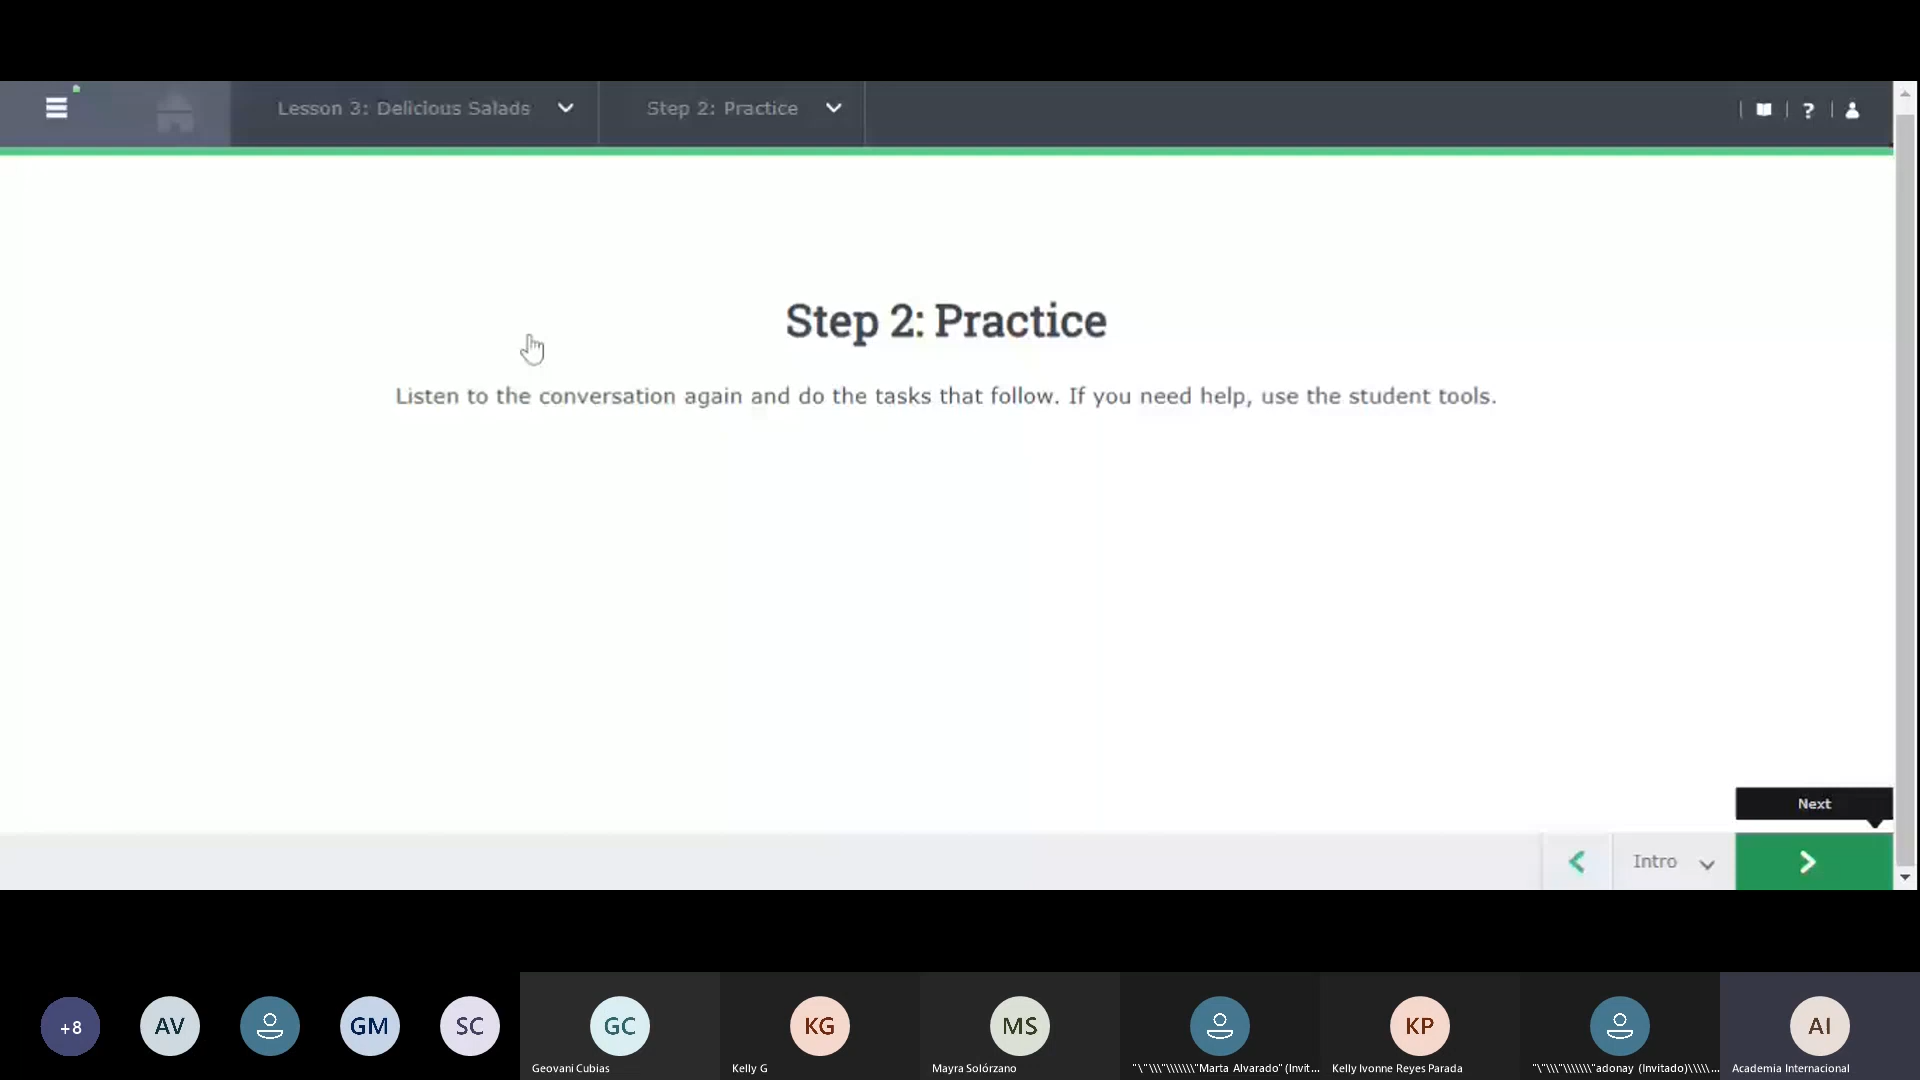 Lesson 3: Delicious Salads
Step 2: Practice
?
Step 2: Practice
Listen to the conversation again and do the tasks that follow. If you need help, use the student tools.
Next
Intro
+8
AV
GM
SC
GC
KG
MS
KP
AI
Geovani Cubias
Kelly G
Mayra Solórzano
"\"\\\"\\\\\\\"Marta Alvarado" (Invit...
Kelly Ivonne Reyes Parada
"\"\\\"\\\\\\\"adonay (Invitado)\\\\\...
Academia Internacional